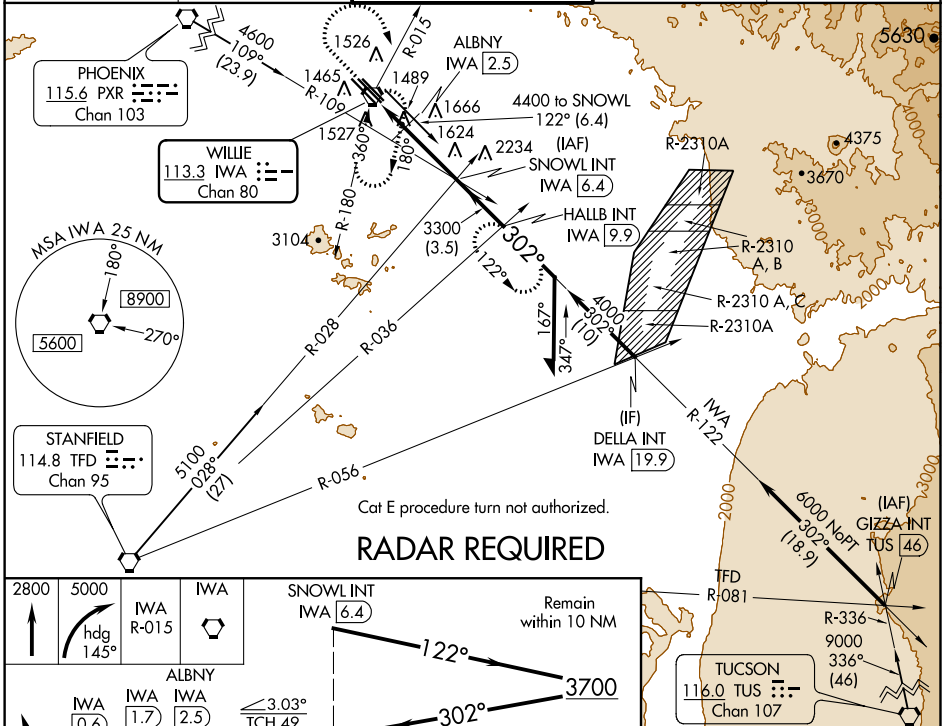 4600
109°
(23.9)
R-109
PHOENIX
115.6 PXR
Chan 103
1526
R-015
1465
1489
ALBNY
IWA 2.5
1666
1527
1624
2234
4400 to SNOWL
122° (6.4)
(IAF)
SNOWL INT
IWA 6.4
5630
4000
4375
3670
3000
R-2310A
WILLIE
113.3 IWA
Chan 80
360°
180°
R-180
3104
3300
(3.5)
HALLB INT
IWA 9.9
302°
122°
R-2310
A, B
R-2310 A, C
R-2310A
MSA IWA 25 NM
180°
8900
270°
5600
R-028
R-036
4000
302°
(10)
167°
347°
3000
(IF)
DELLA INT
IWA 19.9
IWA
R-122
STANFIELD
114.8 TFD
Chan 95
5100
028°
(27)
R-056
Cat E procedure turn not authorized.
RADAR REQUIRED
2000
3000
6000 NoPT
302°
(18.9)
(IAF)
GIZZA INT
TUS 46
TFD
R-081
R-336
9000
336°
(46)
TUCSON
116.0 TUS
Chan 107
2800
5000
hdg
145°
IWA
R-015
IWA
SNOWL INT
IWA 6.4
Remain
within 10 NM
122°
3700
302°
ALBNY
IWA
0.6
IWA
1.7
IWA
2.5
3.03°
TCH 49